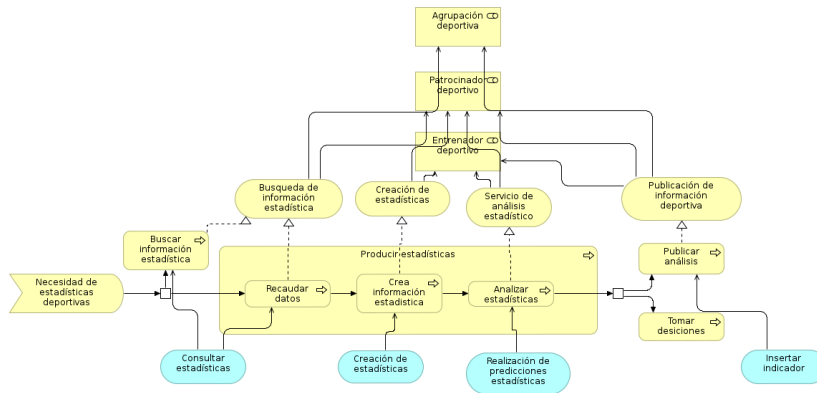 Agrupación
deportiva
Patrocinador
deportivo
Entrenador
deportivo
Busqueda de
información
estadística
Creación de
estadísticas
Servicio de
análisis
estadístico
Publicación de
información
deportiva
Buscar
información
estadística
Producir estadísticas
Publicar
análisis
Necesidad de
estadísticas
deportivas
Recaudar
datos
Crea
información
estadistica
Analizar
estadísticas
Tomar
desiciones
Consultar
estadísticas
Creación de
estadísticas
Realización de
predicciones
estadísticas
Insertar
indicador